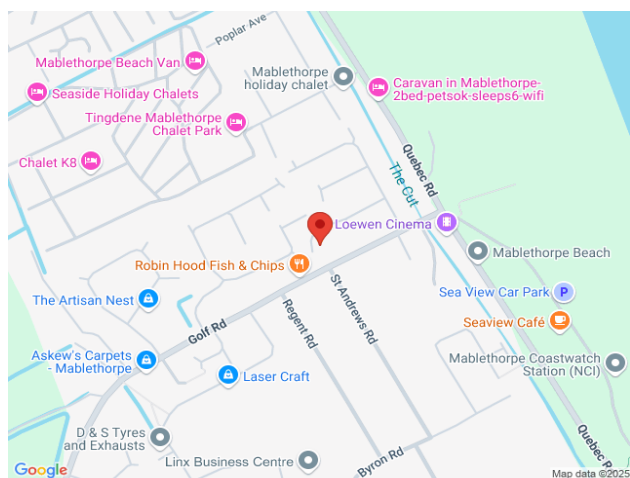 Poplar Ave
Mablethorpe Beach Van
Mablethorpe
holiday chalet
Caravan in Mablethorpe-
2bed-petsok-sleeps6-wifi
Seaside Holiday Chalets
Tingdene Mablethorpe
Chalet Park
Chalet K8
Quebec Rd
The Cut
Loewen Cinema
Mablethorpe Beach
Robin Hood Fish & Chips
Sea View Car Park
P
The Artisan Nest
St Andrews Rd
Seaview Café
Golf Rd
Regent Rd
Askew's Carpets
- Mablethorpe
Mablethorpe Coastwatch
Station (NCI)
Laser Craft
D & S Tyres
and Exhausts
Linx Business Centre
Byron Rd
Quebec R
Google
Map data ©2025